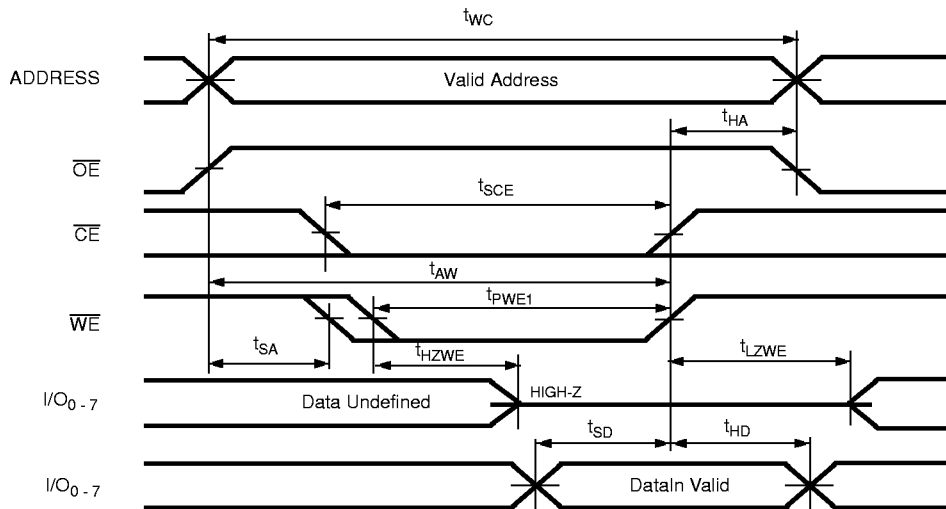 tWC
ADDRESS
Valid Address
tHA
OE
tSCE
CE
tAW
tPWE1
WE
tSA
tHZWE
tLZWE
I/O0 - 7
Data Undefined
HIGH-Z
tSD
tHD
I/O0 - 7
DataIn Valid